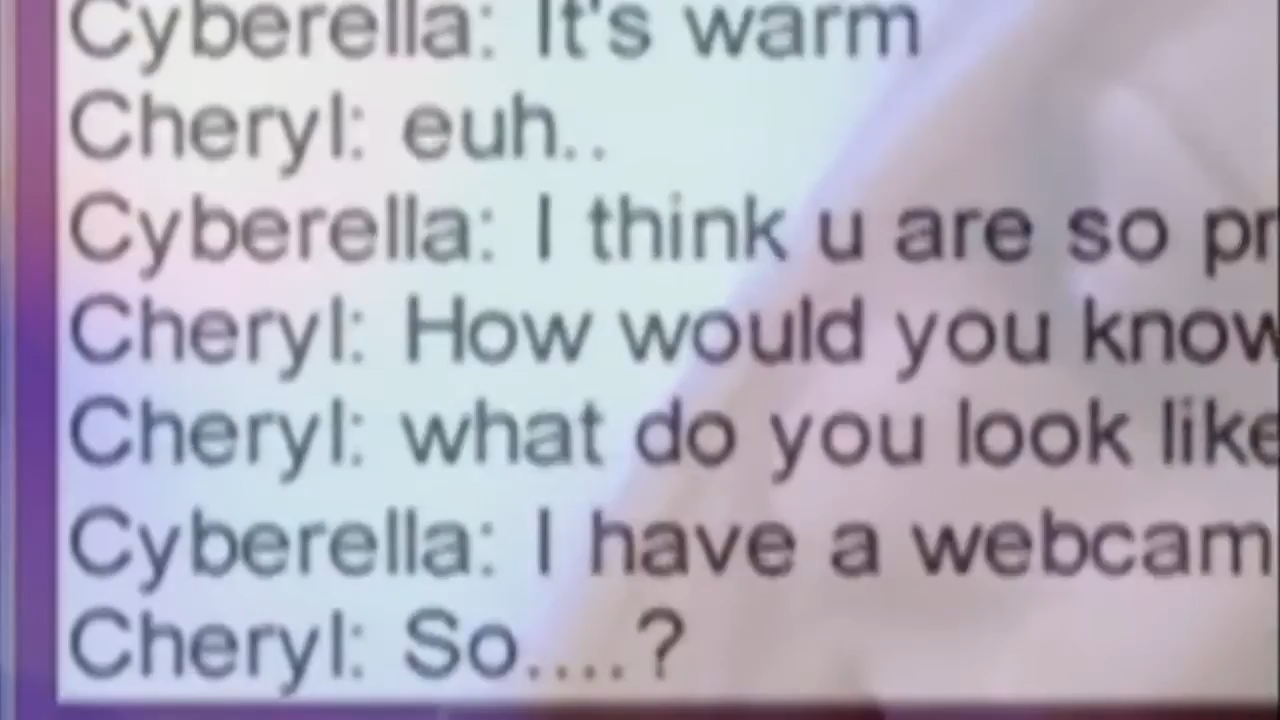 Cyberella: It's warm
Cheryl: euh..
Cyberella: I think u are so
Cheryl: How would you know
Cheryl: what do you look like
Cyberella: I have a webcam
Cheryl: So....?